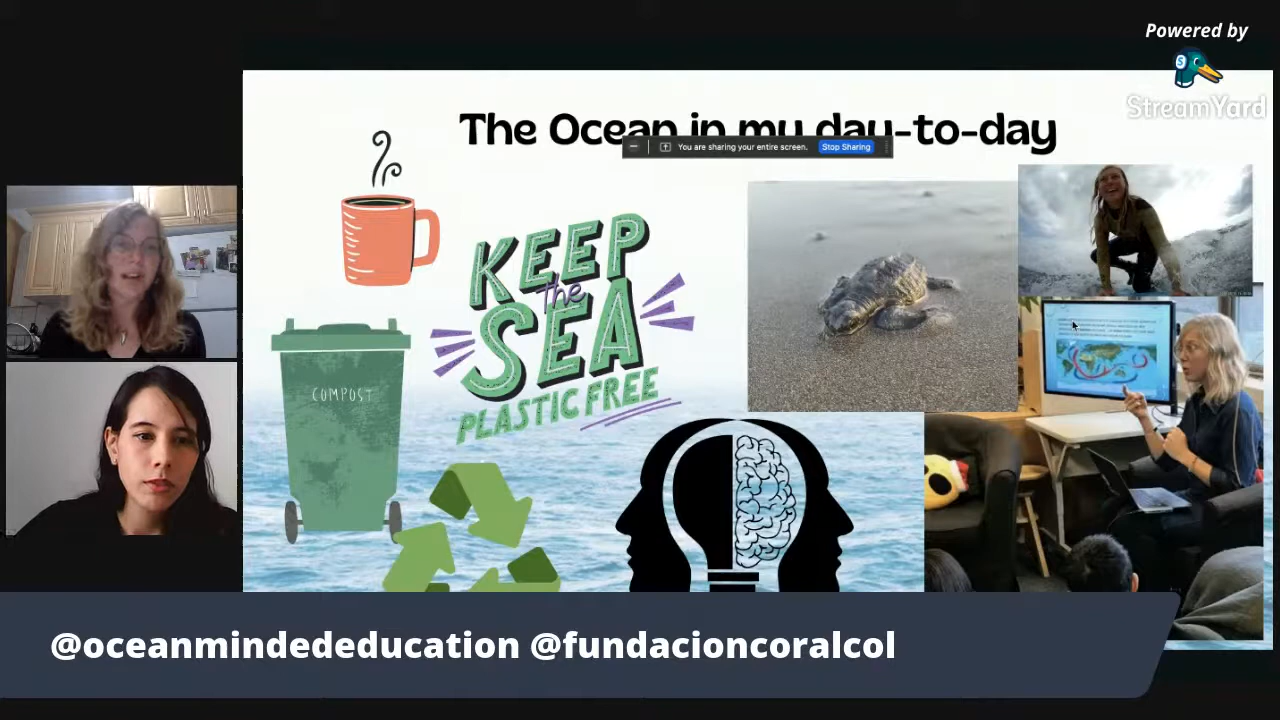 Powered by
StreamYard
The Ocean in my day-to-day
You are sharing your entire screen.
Stop Sharing
KEEP
the
SEA
PLASTIC FREE
COMPOST
@oceanmindededucation @fundacioncoralcol